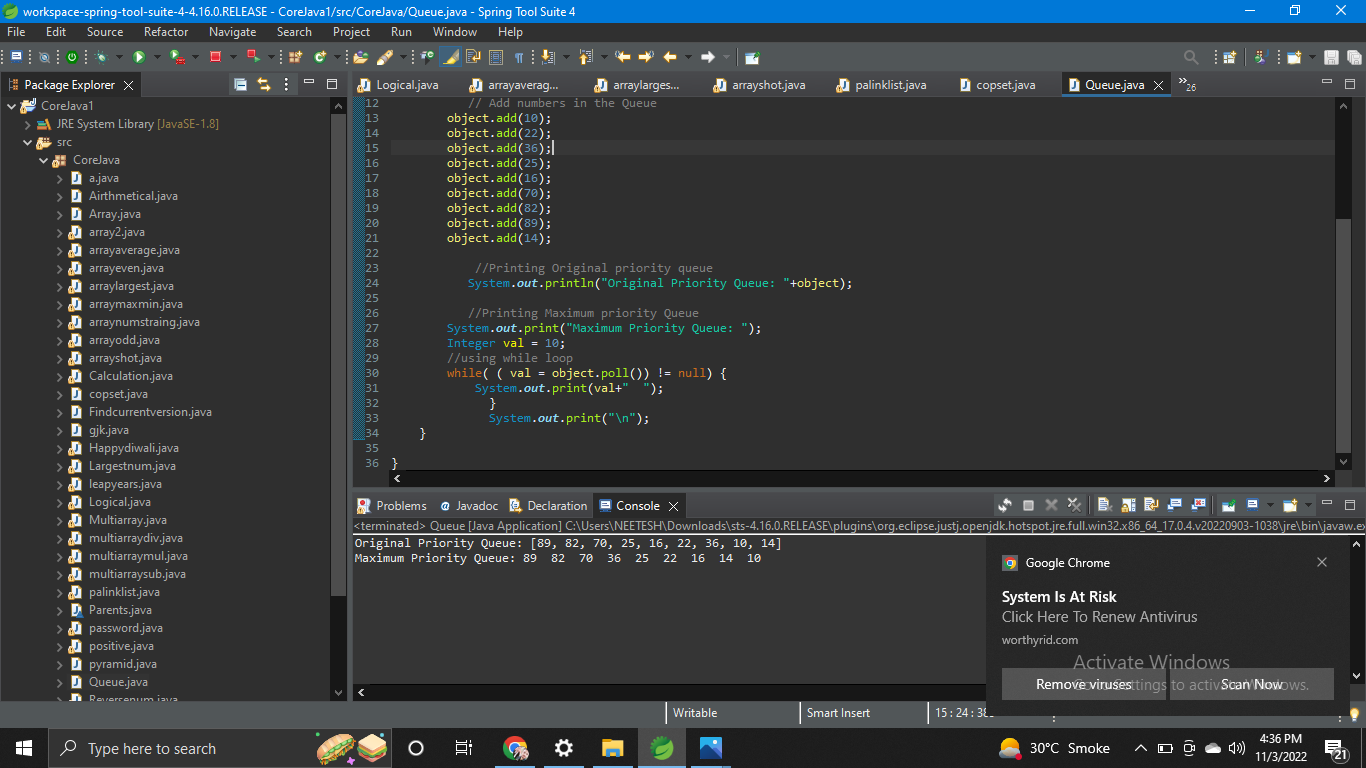 workspace-spring-tool-suite-4-4.16.0.RELEASE - CoreJava1/src/CoreJava/Queue.java - Spring Tool Suite 4
File Edit Source Refactor Navigate Search Project Run Window Help
Package Explorer
CoreJava1
JRE System Library [JavaSE-1.8]
src
CoreJava
a.java
Airthmetical.java
Array.java
array2.java
arrayaverage.java
arrayeven.java
arraylargest.java
arraymaxmin.java
arraynumstraing.java
arrayodd.java
arrayshot.java
Calculation.java
copset.java
Findcurrentversion.java
gjk.java
Happydiwali.java
Largestnum.java
leapyears.java
Logical.java
Multiarray.java
multiarraydiv.java
multiarraymul.java
multiarraysub.java
palinklist.java
Parents.java
password.java
positive.java
pyramid.java
Queue.java
Reversenum.java
Logical.java arrayaverag... arraylarges... arrayshot.java palinklist.java copset.java Queue.java »26
12 // Add numbers in the Queue
13 object.add(10);
14 object.add(22);
15 object.add(36);
16 object.add(25);
17 object.add(16);
18 object.add(70);
19 object.add(82);
20 object.add(89);
21 object.add(14);
22
23 //Printing Original priority queue
24 System.out.println("Original Priority Queue: "+object);
25
26 //Printing Maximum priority Queue
27 System.out.print("Maximum Priority Queue: ");
28 Integer val = 10;
29 //using while loop
30 while( ( val = object.poll()) != null) {
31 System.out.print(val+"  ");
32 }
33 System.out.print("\n");
34 }
35
36 }
Problems @ Javadoc Declaration Console
<terminated> Queue [Java Application] C:\Users\NEETESH\Downloads\sts-4.16.0.RELEASE\plugins\org.eclipse.justj.openjdk.hotspot.jre.full.win32.x86_64_17.0.4.v20220903-1038\jre\bin\javaw.ex
Original Priority Queue: [89, 82, 70, 25, 16, 22, 36, 10, 14]
Maximum Priority Queue: 89  82  70  36  25  22  16  14  10
Google Chrome
System Is At Risk
Click Here To Renew Antivirus
worthyrid.com
Activate Windows
Go to Settings to activate Windows.
Remove viruses Scan Now
Writable Smart Insert 15 : 24 : 38
Type here to search
30°C Smoke
4:36 PM
11/3/2022
21